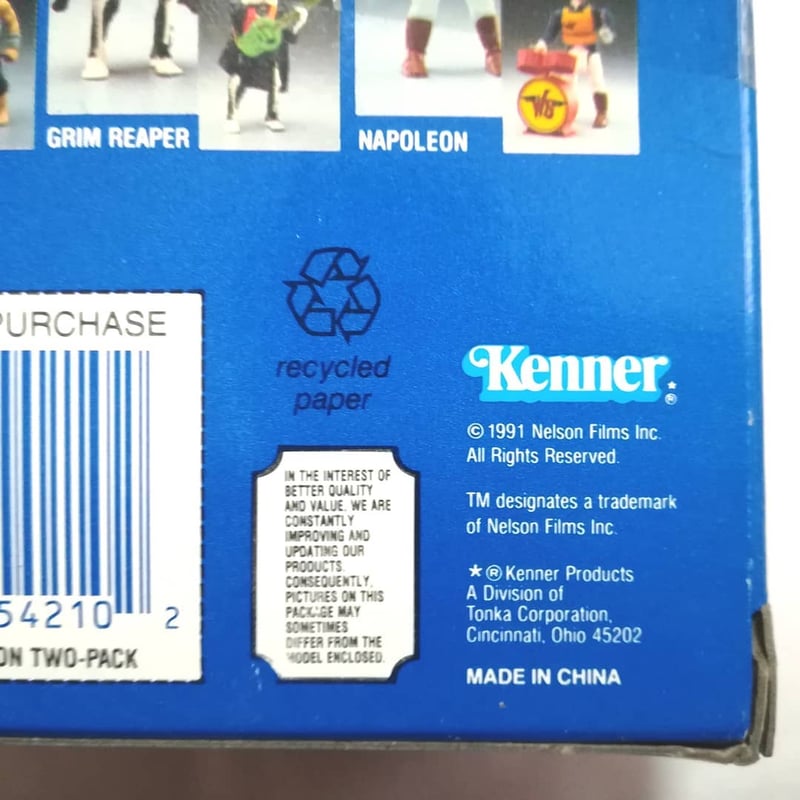 GRIM REAPER
NAPOLEON
WS
PURCHASE
54210 2
ON TWO-PACK
recycled
paper
IN THE INTEREST OF
BETTER QUALITY
AND VALUE, WE ARE
CONSTANTLY
IMPROVING AND
UPDATING OUR
PRODUCTS.
CONSEQUENTLY,
PICTURES ON THIS
PACKAGE MAY
SOMETIMES
DIFFER FROM THE
MODEL ENCLOSED.
Kenner ★®
© 1991 Nelson Films Inc.
All Rights Reserved.
TM designates a trademark
of Nelson Films Inc.
★ ® Kenner Products
A Division of
Tonka Corporation,
Cincinnati, Ohio 45202
MADE IN CHINA